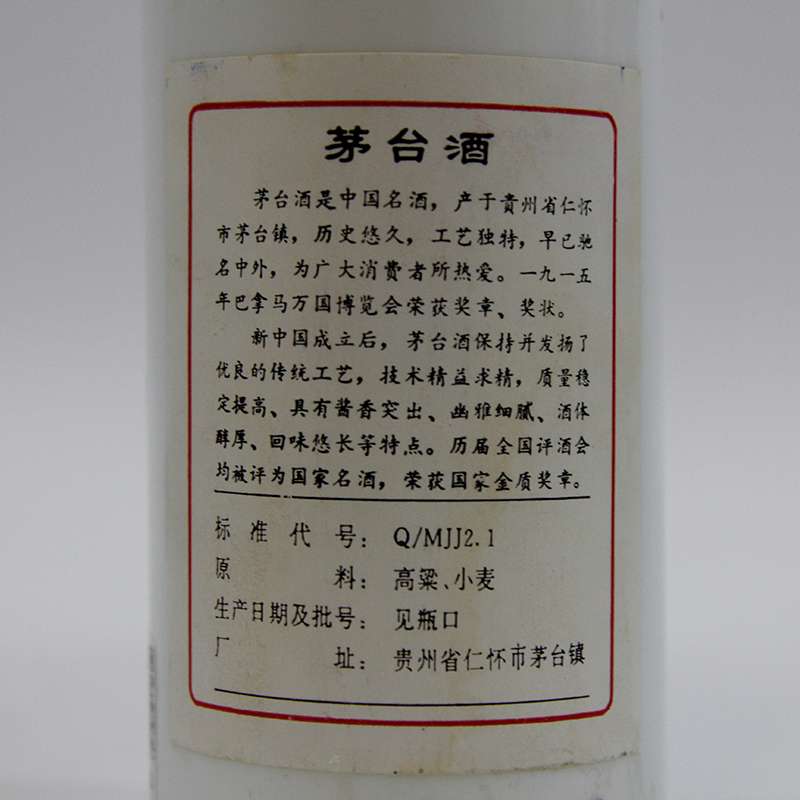 茅台酒
茅台酒是中国名酒，产于贵州省仁怀
市茅台镇，历史悠久，工艺独特，早已驰
名中外，为广大消费者所热爱。一九一五
年巴拿马万国博览会荣获奖章、奖状。
新中国成立后，茅台酒保持并发扬了
优良的传统工艺，技术精益求精，质量稳
定提高、具有酱香突出、幽雅细腻、酒体
醇厚、回味悠长等特点。历届全国评酒会
均被评为国家名酒，荣获国家金质奖章。
标准代号：Q/MJJ2.1
原料：高粱、小麦
生产日期及批号：见瓶口
厂址：贵州省仁怀市茅台镇